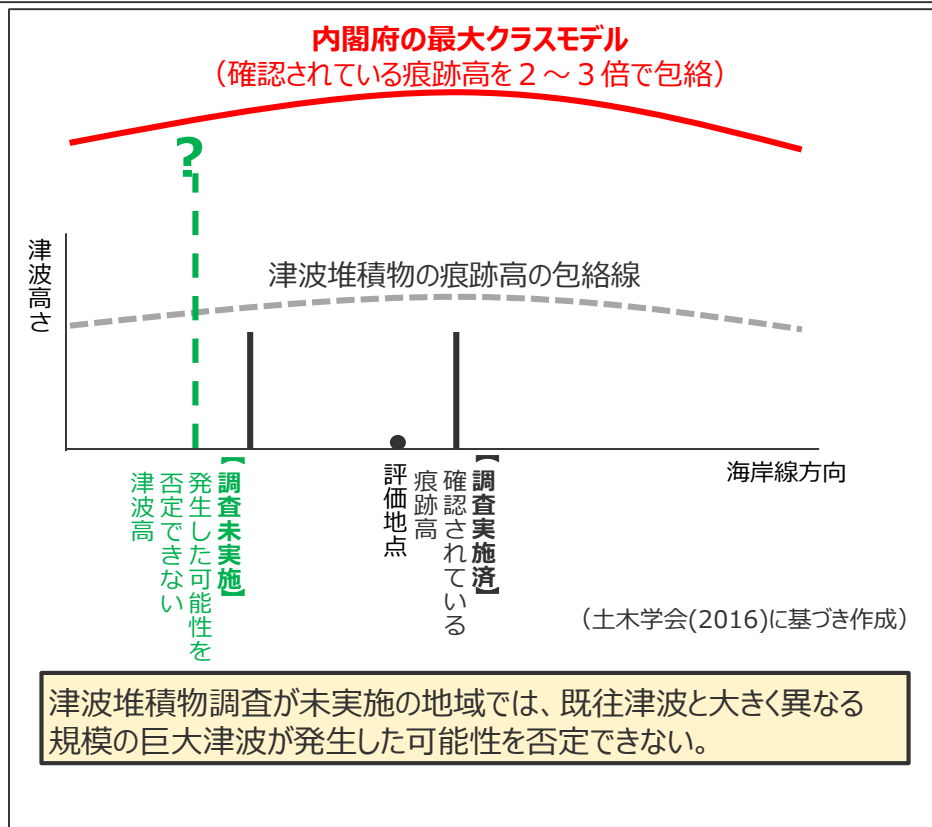 内閣府の最大クラスモデル
（確認されている痕跡高を２～３倍で包絡）
?
津波高さ
津波堆積物の痕跡高の包絡線
海岸線方向
【調査未実施】
発生した可能性を
否定できない
津波高
評価地点
【調査実施済】
確認されている
痕跡高
（土木学会(2016)に基づき作成）
津波堆積物調査が未実施の地域では、既往津波と大きく異なる
規模の巨大津波が発生した可能性を否定できない。